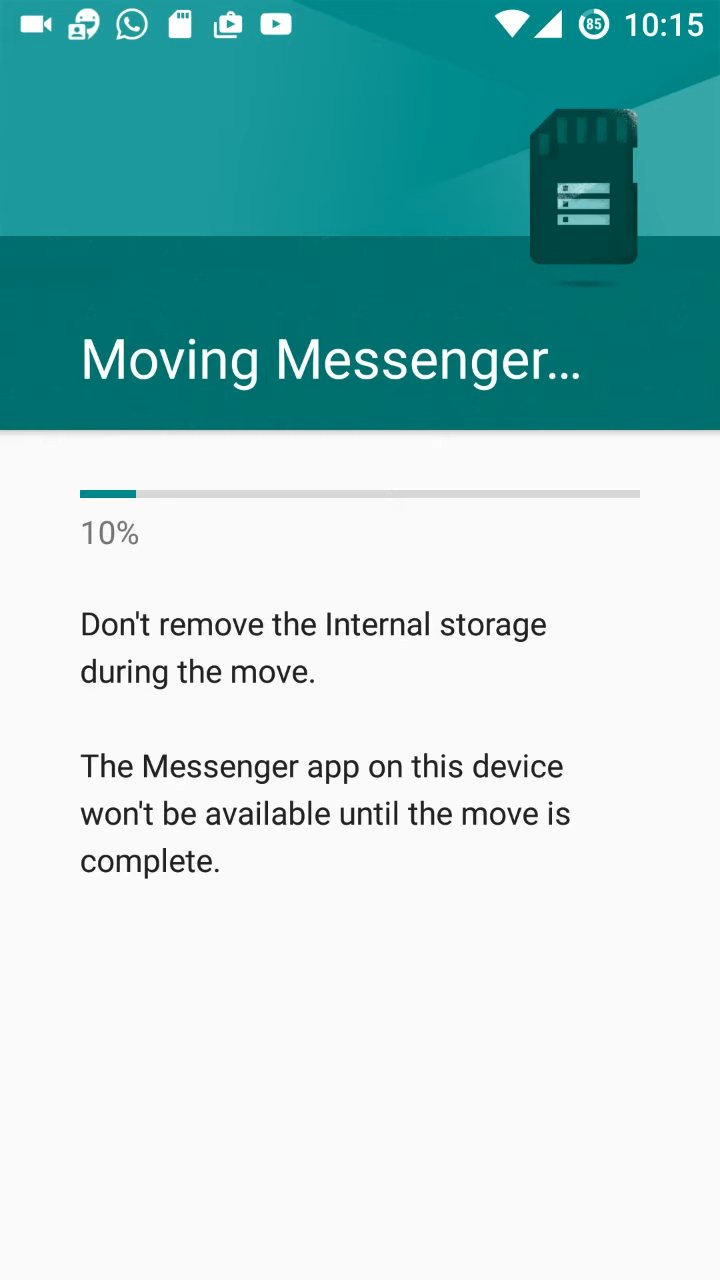 85 10:15
Moving Messenger...
10%
Don't remove the Internal storage
during the move.
The Messenger app on this device
won't be available until the move is
complete.